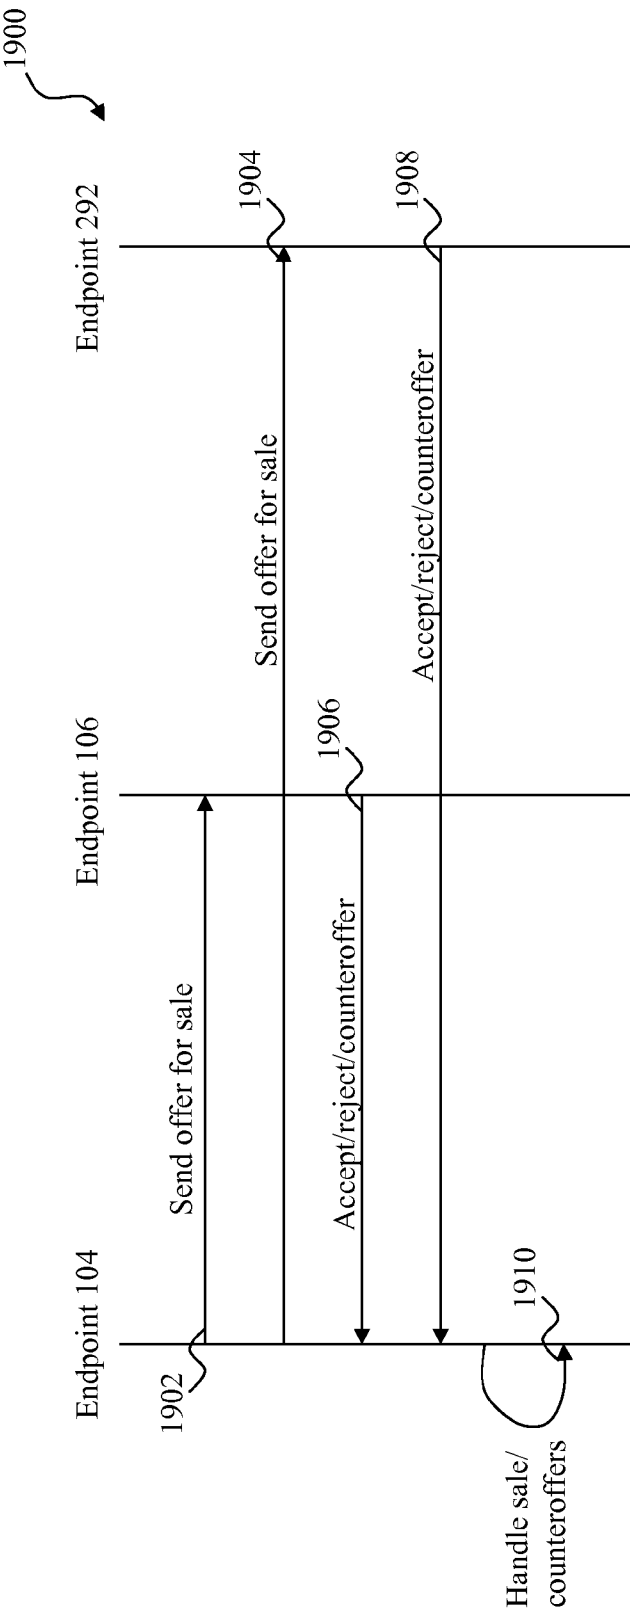 1900
Endpoint 104
Endpoint 106
Endpoint 292
1902
Send offer for sale
Send offer for sale
1904
Accept/reject/counteroffer
1906
Accept/reject/counteroffer
1908
Handle sale/
counteroffers
1910